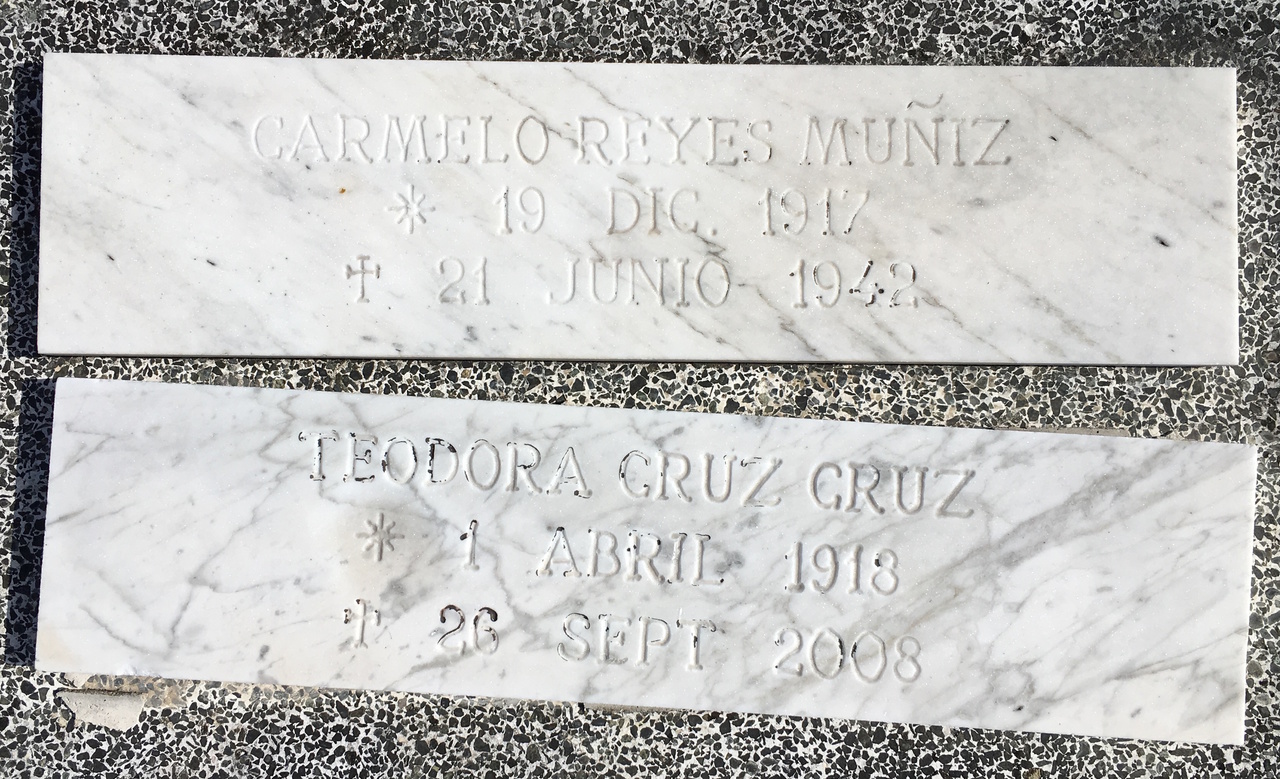 CARMELO REYES MUÑIZ
* 19 DIC. 1917
✝ 21 JUNIO 1942
TEODORA CRUZ CRUZ
* 1 ABRIL 1918
✝ 26 SEPT 2008